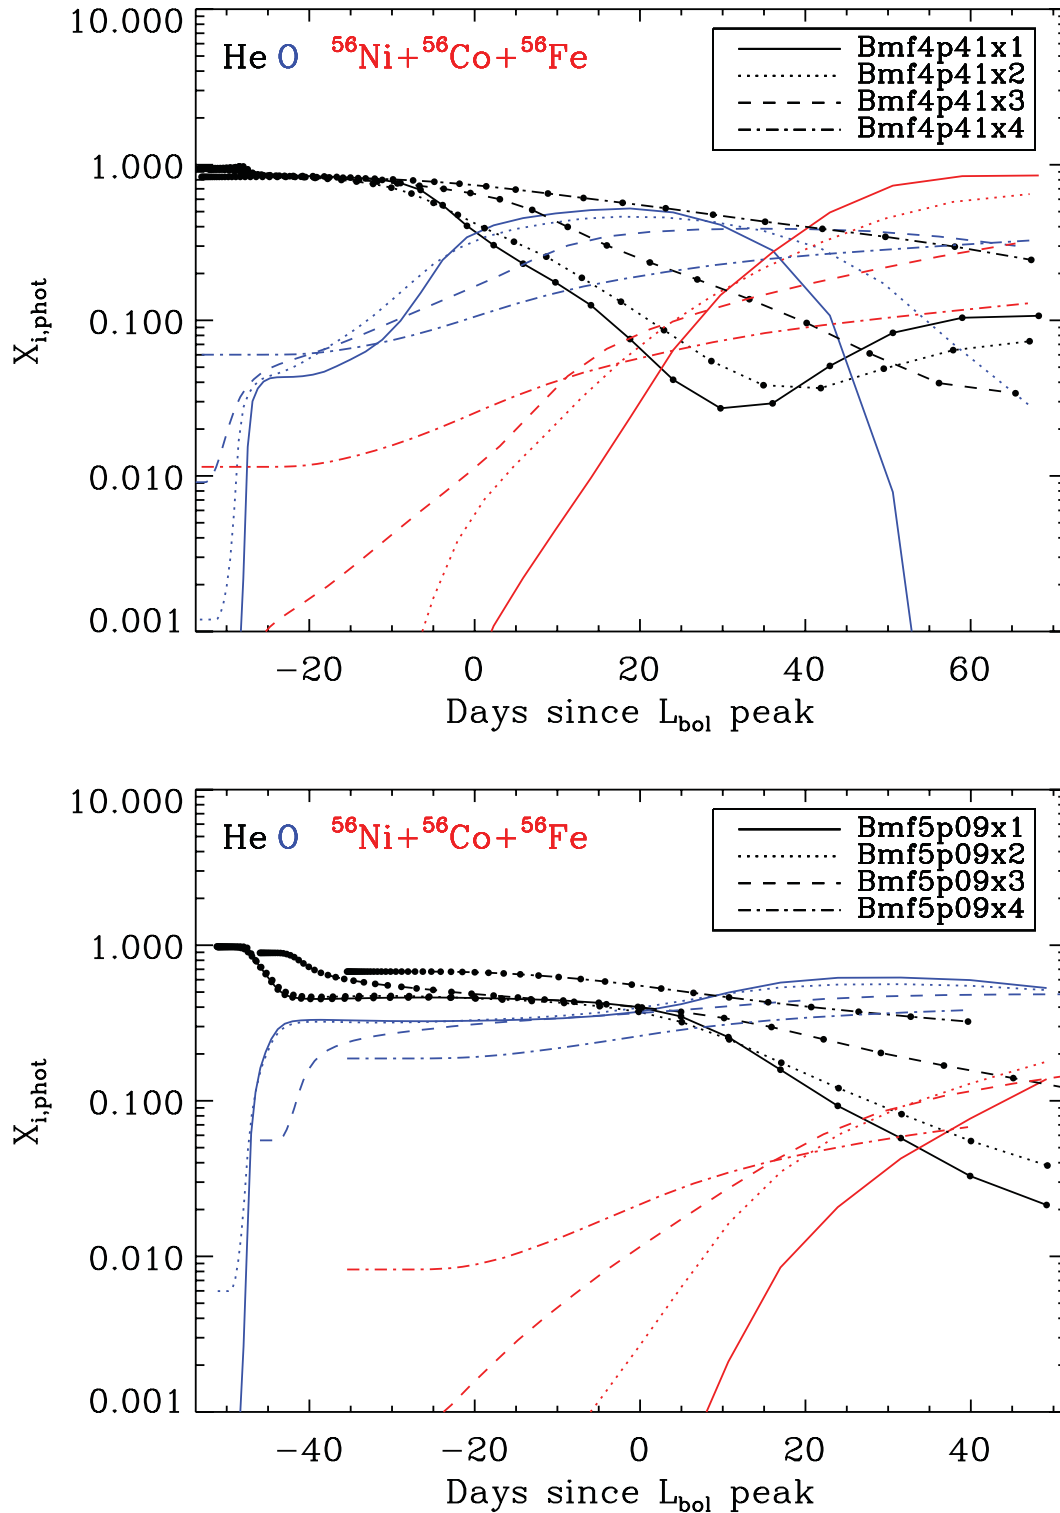 10.000
He O ⁵⁶Ni+⁵⁶Co+⁵⁶Fe
Bmf4p41x1
Bmf4p41x2
Bmf4p41x3
Bmf4p41x4
1.000
0.100
0.010
0.001
X_i,phot
−20 0 20 40 60
Days since L_bol peak
10.000
He O ⁵⁶Ni+⁵⁶Co+⁵⁶Fe
Bmf5p09x1
Bmf5p09x2
Bmf5p09x3
Bmf5p09x4
1.000
0.100
0.010
0.001
X_i,phot
−40 −20 0 20 40
Days since L_bol peak